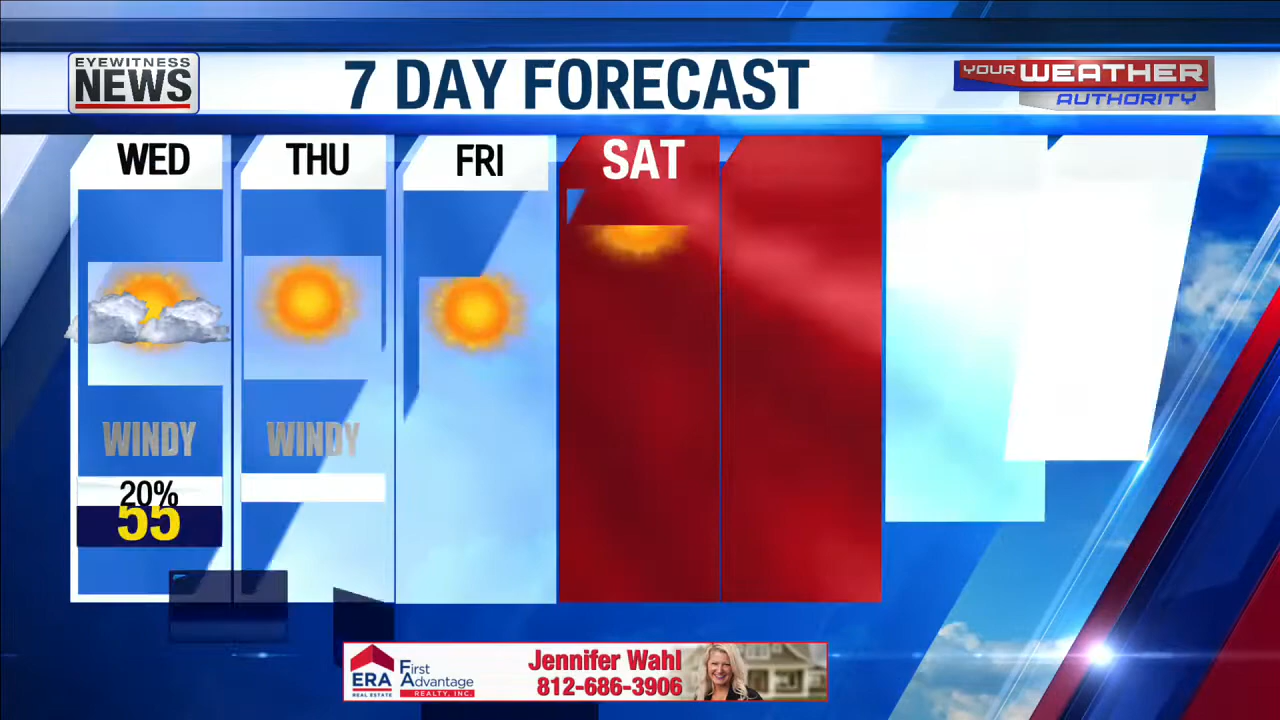 EYEWITNESS
NEWS
7 DAY FORECAST
YOUR WEATHER
AUTHORITY
WED
THU
FRI
SAT
WINDY
WINDY
20%
55
ERA
REAL ESTATE
First
Advantage
REALTY, INC.
Jennifer Wahl
812-686-3906